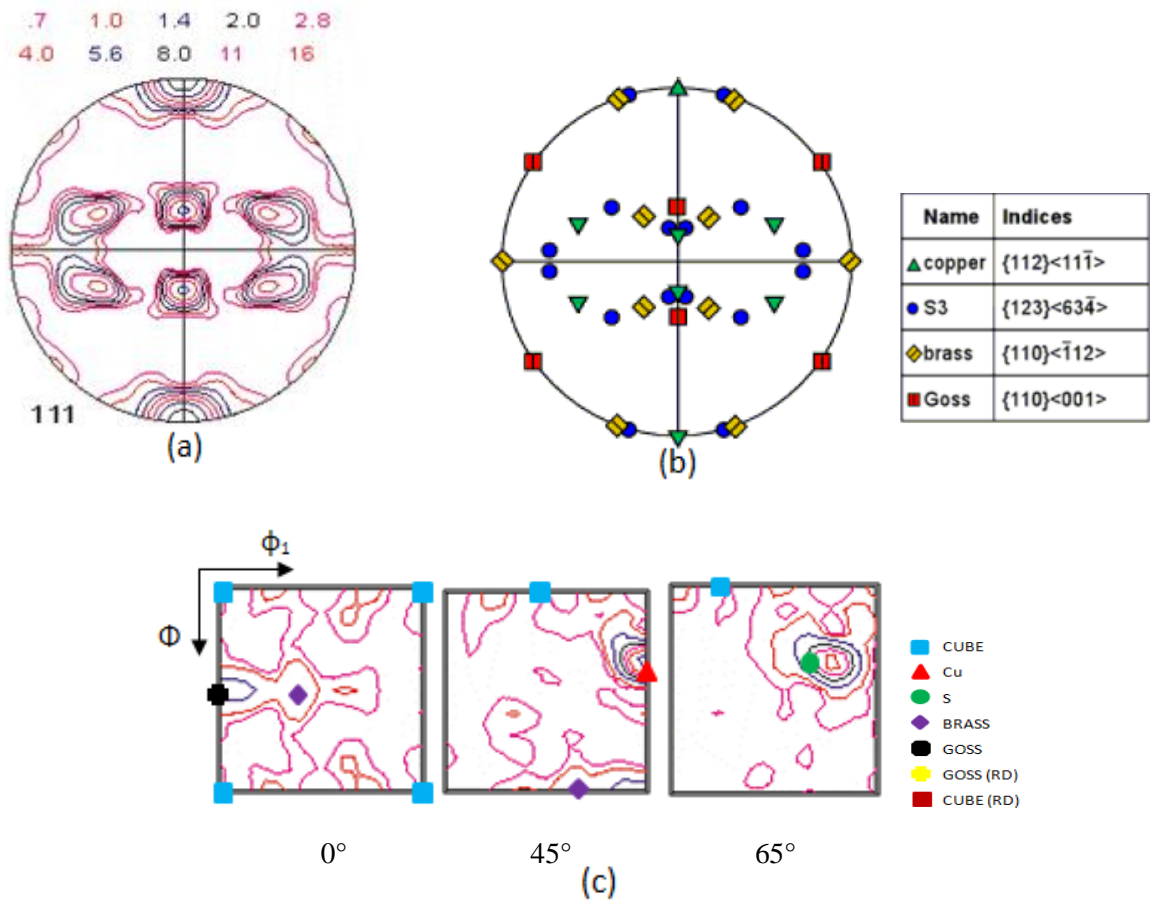 .7 1.0 1.4 2.0 2.8
4.0 5.6 8.0 11 16
111
(a)
(b)
Name Indices
copper {112}<111̄>
S3 {123}<634̄>
brass {110}<1̄12>
Goss {110}<001>
Φ₁
Φ
CUBE
Cu
S
BRASS
GOSS
GOSS (RD)
CUBE (RD)
0° 45° 65°
(c)